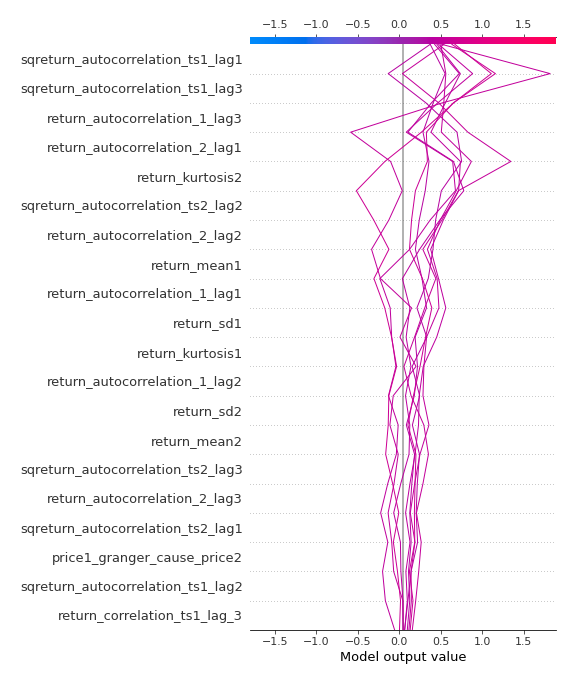 −1.5 −1.0 −0.5 0.0 0.5 1.0 1.5
sqreturn_autocorrelation_ts1_lag1
sqreturn_autocorrelation_ts1_lag3
return_autocorrelation_1_lag3
return_autocorrelation_2_lag1
return_kurtosis2
sqreturn_autocorrelation_ts2_lag2
return_autocorrelation_2_lag2
return_mean1
return_autocorrelation_1_lag1
return_sd1
return_kurtosis1
return_autocorrelation_1_lag2
return_sd2
return_mean2
sqreturn_autocorrelation_ts2_lag3
return_autocorrelation_2_lag3
sqreturn_autocorrelation_ts2_lag1
price1_granger_cause_price2
sqreturn_autocorrelation_ts1_lag2
return_correlation_ts1_lag_3
−1.5 −1.0 −0.5 0.0 0.5 1.0 1.5
Model output value